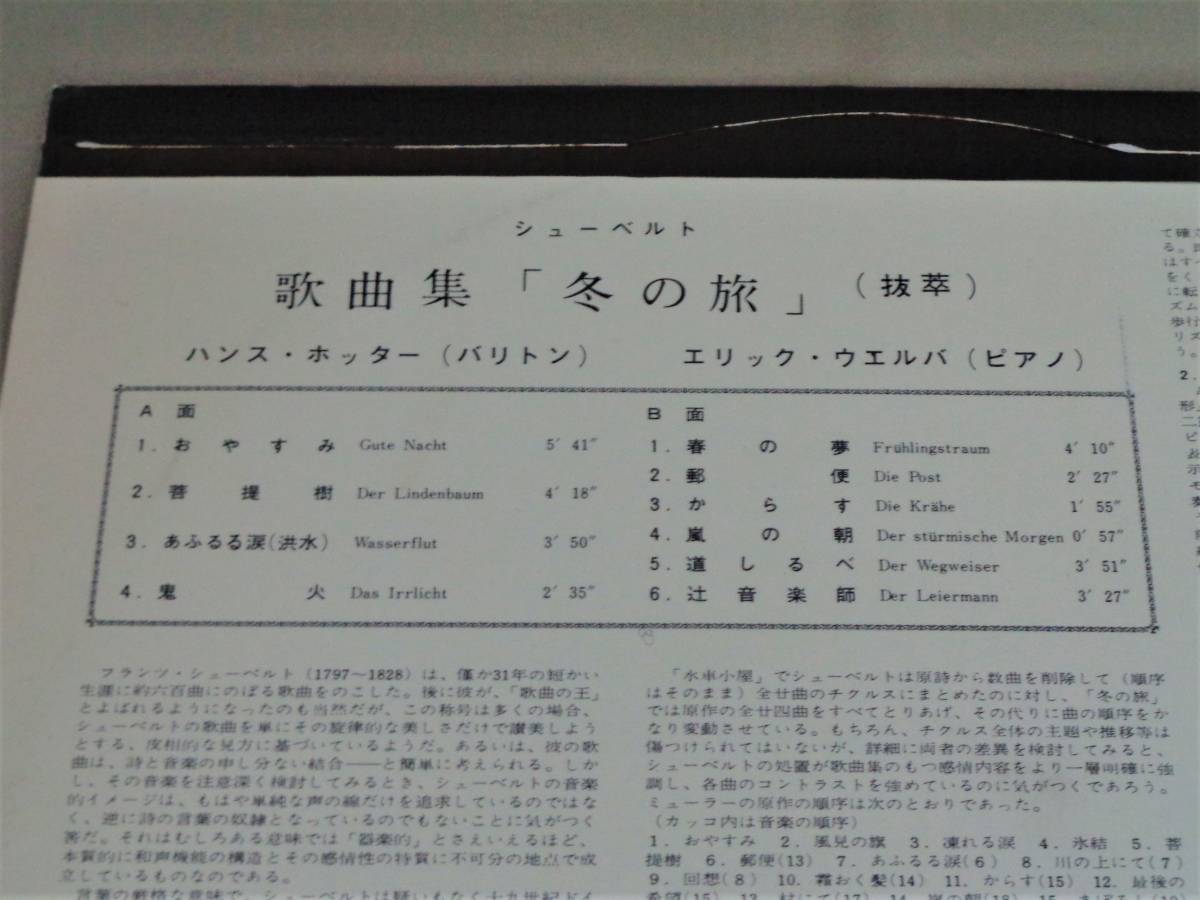 シューベルト
歌曲集「冬の旅」(抜萃)
ハンス・ホッター(バリトン) エリック・ウエルバ(ピアノ)
A 面
1. おやすみ Gute Nacht 5′ 41″
2. 菩提樹 Der Lindenbaum 4′ 18″
3. あふるる涙(洪水) Wasserflut 3′ 50″
4. 鬼火 Das Irrlicht 2′ 35″
B 面
1. 春の夢 Frühlingstraum 4′ 10″
2. 郵便 Die Post 2′ 27″
3. からす Die Krähe 1′ 55″
4. 嵐の朝 Der stürmische Morgen 0′ 57″
5. 道しるべ Der Wegweiser 3′ 51″
6. 辻音楽師 Der Leiermann 3′ 27″
フランツ・シューベルト(1797〜1828)は、僅か31年の短かい
生涯に約六百曲にのぼる歌曲をのこした。後に彼が、「歌曲の王」
とよばれるようになったのも当然だが、この称号は多くの場合、
シューベルトの歌曲を単にその旋律的な美しさだけで讃美しよう
とする、皮相的な見方に基づいているようだ。あるいは、彼の歌
曲は、詩と音楽の申し分ない結合——と簡単に考えられる。しか
し、その音楽を注意深く検討してみるとき、シューベルトの音楽
的イメージは、もはや単純な声の線だけを追求しているのではな
く、逆に詩の言葉の奴隷となっているのでもないことに気がつく
筈だ。それはむしろある意味では「器楽的」とさえいえるほど、
本質的に和声機能の構造とその感情性の特質に不可分の地点で成
立しているものなのである。
言葉の厳格な意味で、シューベルトは疑いもなく十九世紀ドイ
「水車小屋」でシューベルトは原詩から数曲を削除して(順序
はそのまま)全廿曲のチクルスにまとめたのに対し、「冬の旅」
では原作の全廿四曲をすべてとりあげ、その代りに曲の順序をか
なり変動させている。もちろん、チクルス全体の主題や推移等は
傷つけられてはいないが、詳細に両者の差異を検討してみると、
シューベルトの処置が歌曲集のもつ感情内容をより一層明確に強
調し、各曲のコントラストを強めているのに気がつくであろう。
ミューラーの原作の順序は次のとおりであった。
(カッコ内は音楽の順序)
1. おやすみ 2. 風見の旗 3. 凍れる涙 4. 氷結 5. 菩
提樹 6. 郵便(13) 7. あふるる涙(6) 8. 川の上にて(7)
9. 回想(8) 10. 霜おく髪(14) 11. からす(15) 12. 最後の